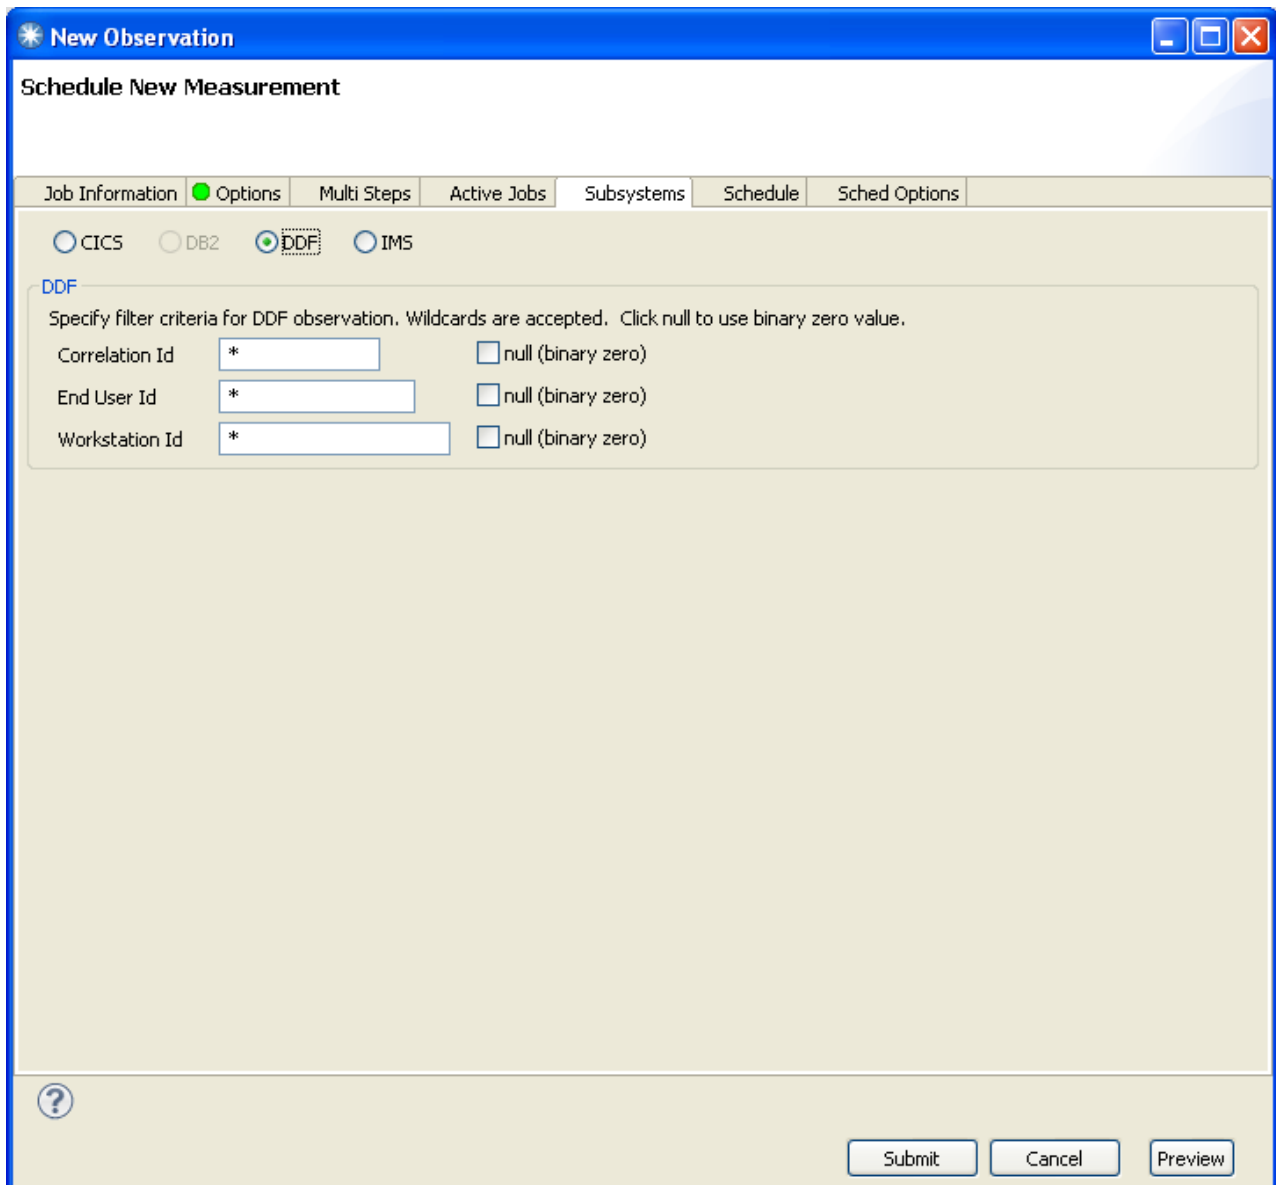 New Observation
Schedule New Measurement
Job Information Options Multi Steps Active Jobs Subsystems Schedule Sched Options
CICS DB2 DDF IMS
DDF
Specify filter criteria for DDF observation. Wildcards are accepted. Click null to use binary zero value.
Correlation Id * null (binary zero)
End User Id * null (binary zero)
Workstation Id * null (binary zero)
?
Submit Cancel Preview